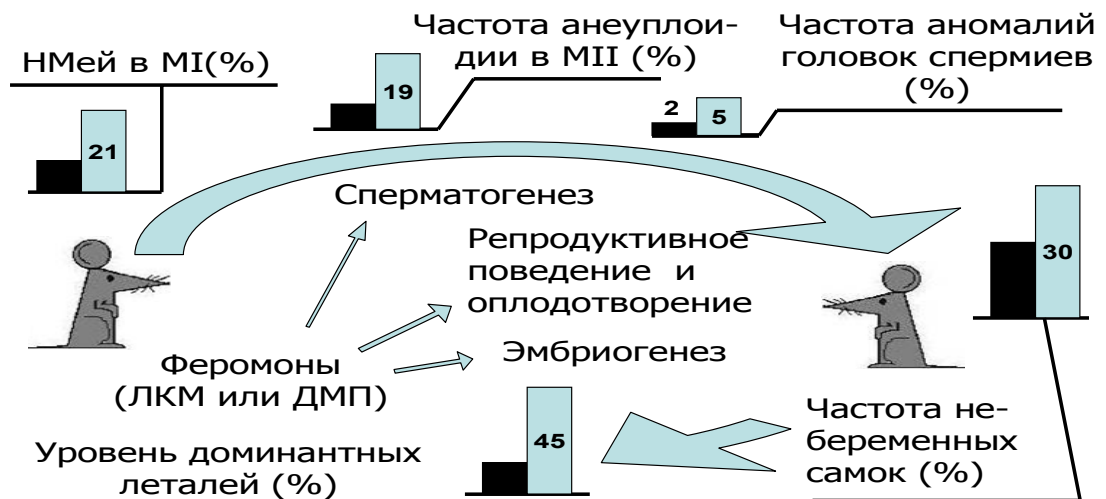 НМей в MI(%)
21
Частота анеуплои-
дии в MII (%)
19
Частота аномалий
головок спермиев
(%)
2
5
Сперматогенез
Репродуктивное
поведение и
оплодотворение
30
Эмбриогенез
Феромоны
(ЛКМ или ДМП)
Уровень доминантных
леталей (%)
45
Частота не-
беременных
самок (%)